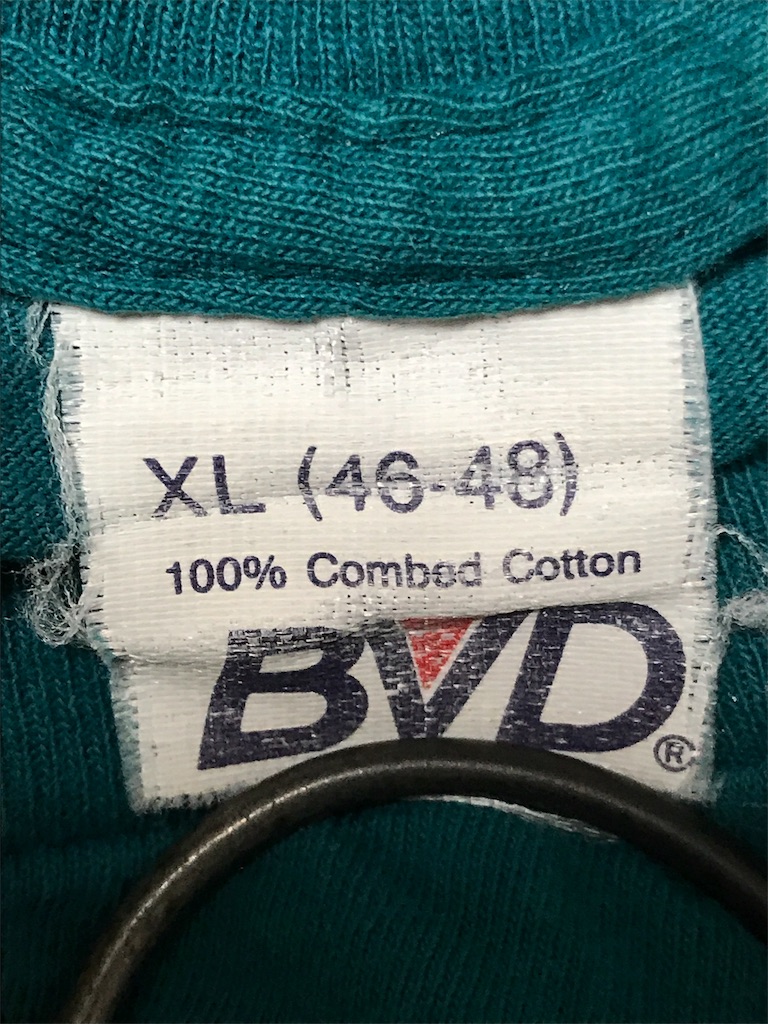 XL (46-48)
100% Combed Cotton
BVD®